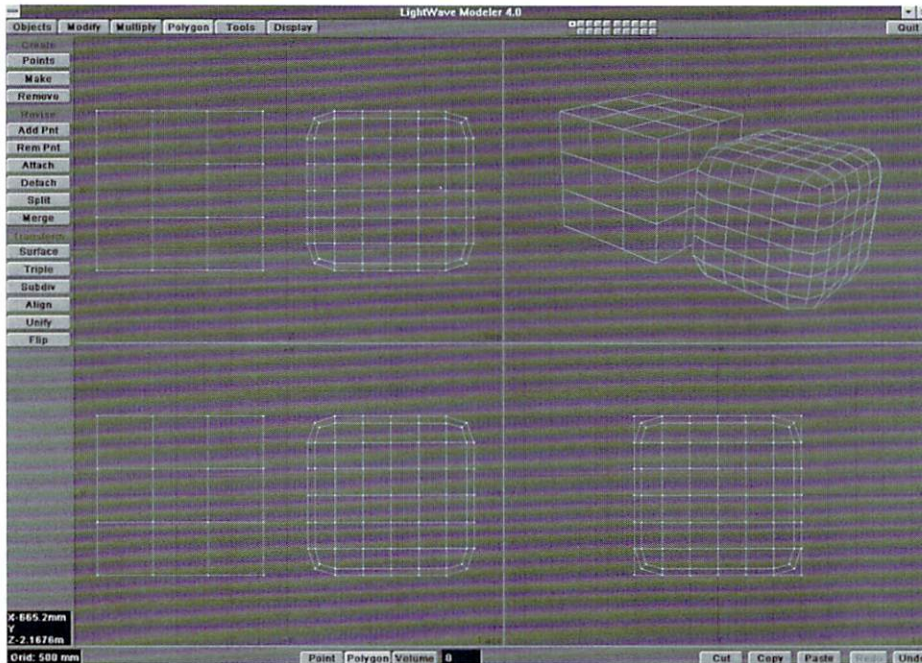 LightWave Modeler 4.0
Objects Modify Multiply Polygon Tools Display Quit
Create
Points
Make
Remove
Revise
Add Pnt
Rem Pnt
Attach
Detach
Split
Merge
Transform
Surface
Triple
Subdiv
Align
Unify
Flip
X-665.2mm
Y
Z-2.1676m
Grid: 500 mm Point Polygon Volume 0 Cut Copy Paste Redo Undo